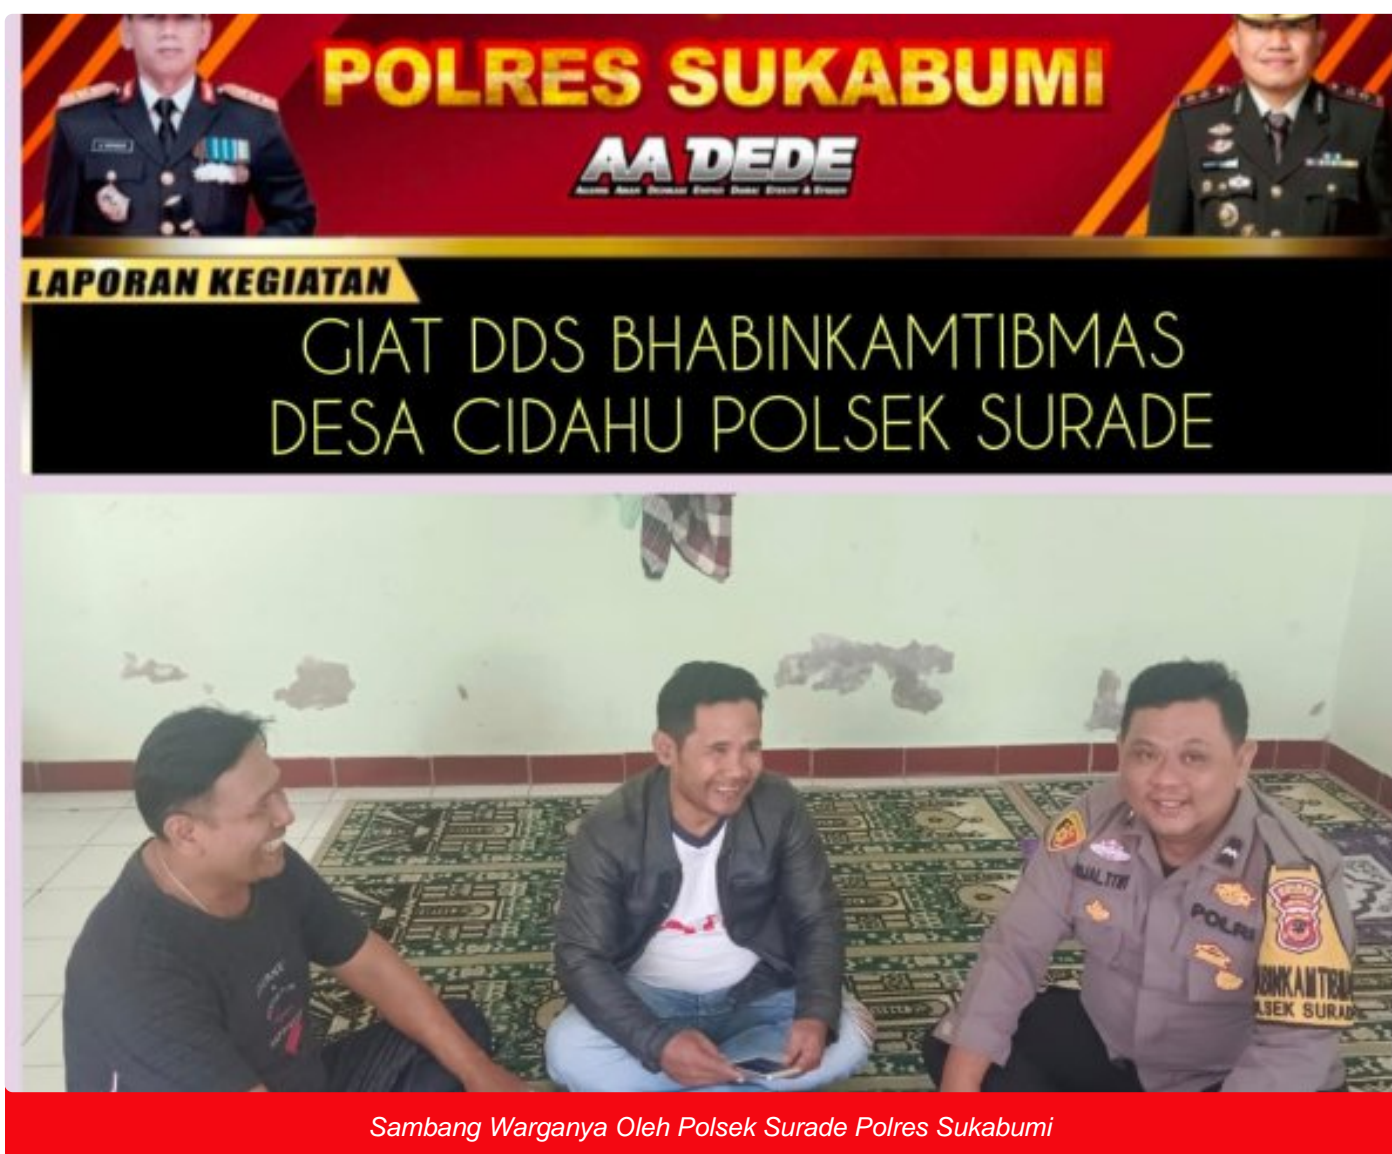 POLRES SUKABUMI
AA DEDE
LAPORAN KEGIATAN
GIAT DDS BHABINKAMTIBMAS
DESA CIDAHU POLSEK SURADE
POLRI
Sambang Warganya Oleh Polsek Surade Polres Sukabumi